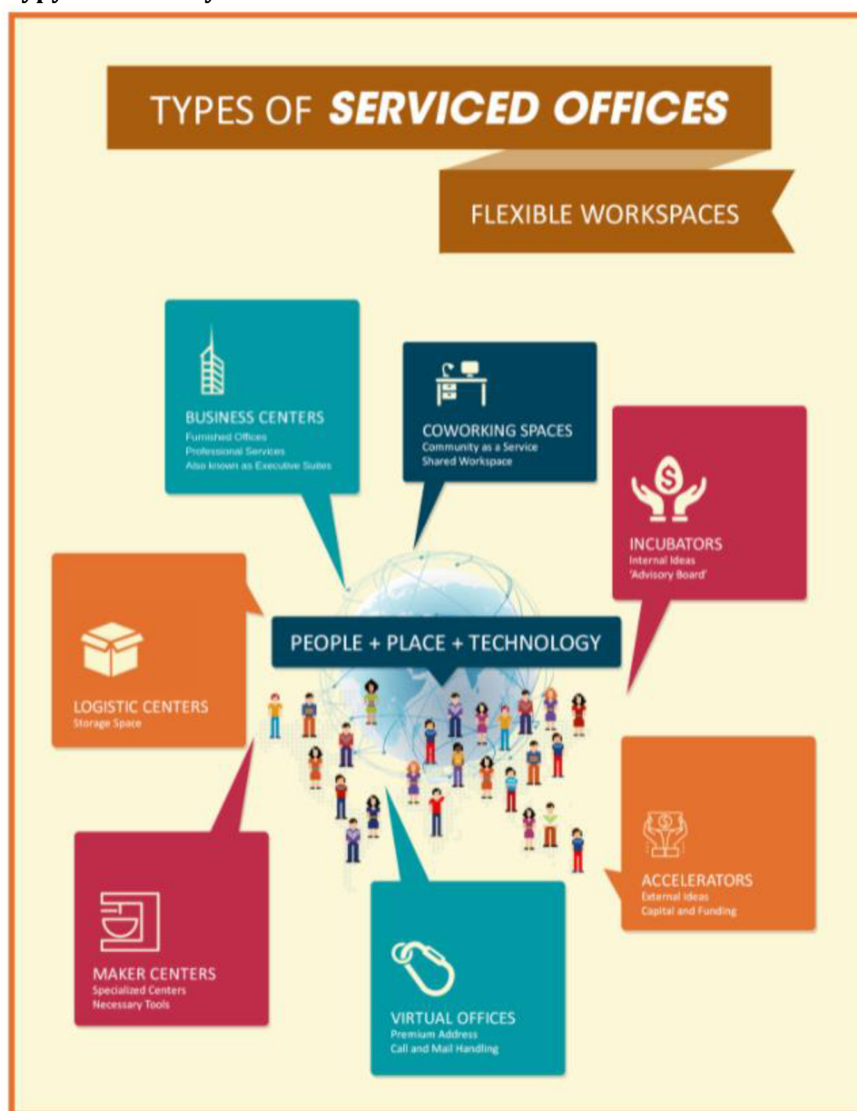 TYPES OF SERVICED OFFICES
FLEXIBLE WORKSPACES
BUSINESS CENTERS
Furnished Offices
Professional Services
Also known as Executive Suites
COWORKING SPACES
Community as a Service
Shared Workspace
INCUBATORS
Internal Ideas
'Advisory Board'
PEOPLE + PLACE + TECHNOLOGY
LOGISTIC CENTERS
Storage Space
ACCELERATORS
External Ideas
Capital and Funding
MAKER CENTERS
Specialized Centers
Necessary Tools
VIRTUAL OFFICES
Premium Address
Call and Mail Handling